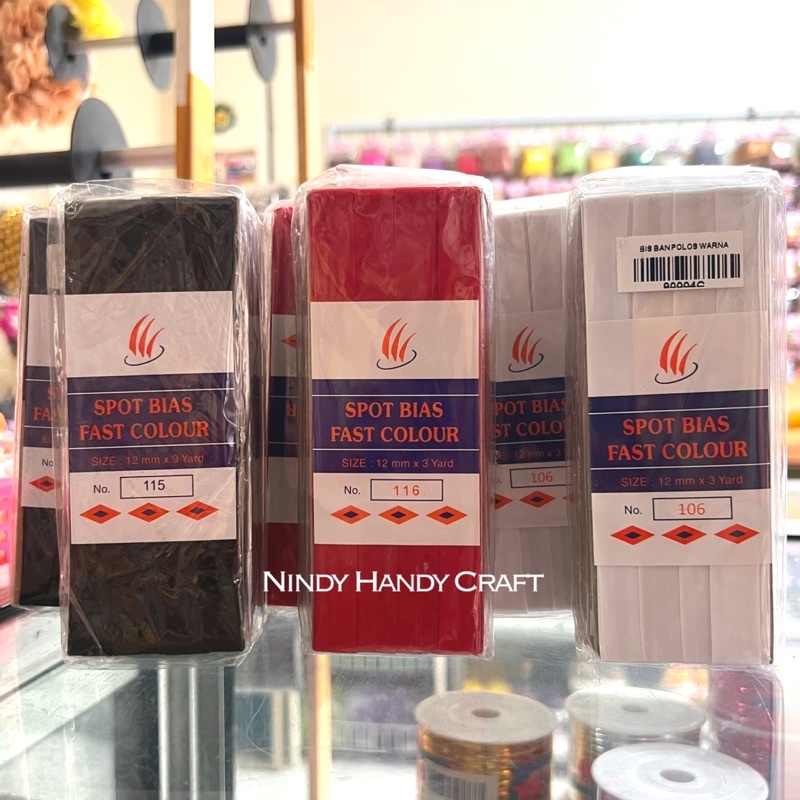 BIS BAN POLOS WARNA
SPOT BIAS
FAST COLOUR
SIZE : 12 mm x 3 Yard
No. 115
SPOT BIAS
FAST COLOUR
SIZE : 12 mm x 3 Yard
No. 116
SPOT BIAS
FAST COLOUR
12 mm x 3 Yard
106
SPOT BIAS
FAST COLOUR
SIZE : 12 mm x 3 Yard
No. 106
No.
NINDY HANDY CRAFT